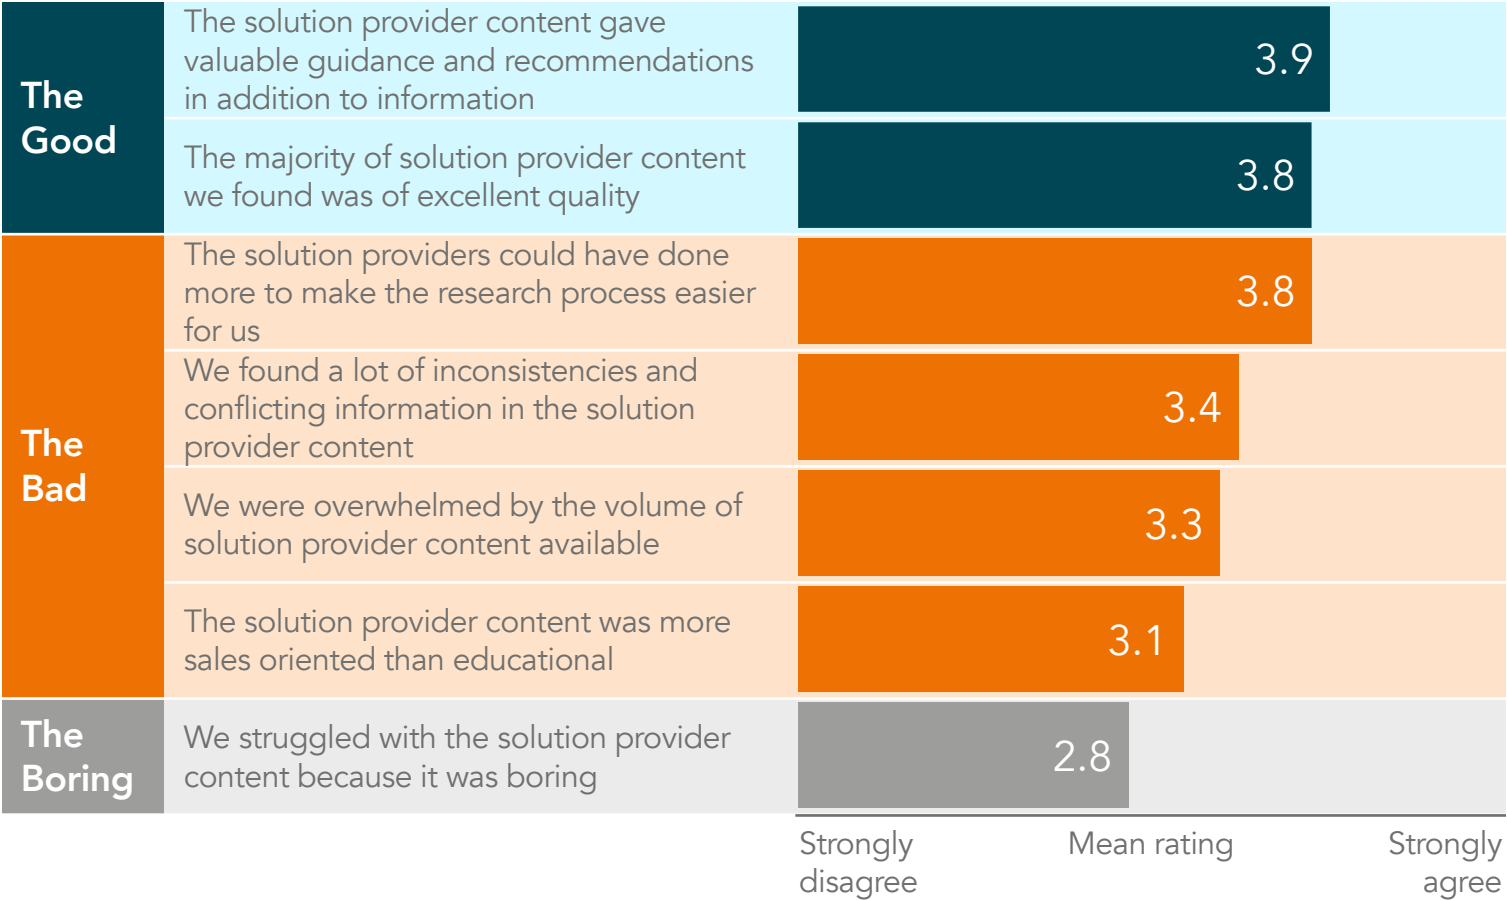 The
Good
The solution provider content gave
valuable guidance and recommendations
in addition to information
3.9
The majority of solution provider content
we found was of excellent quality
3.8
The
Bad
The solution providers could have done
more to make the research process easier
for us
3.8
We found a lot of inconsistencies and
conflicting information in the solution
provider content
3.4
We were overwhelmed by the volume of
solution provider content available
3.3
The solution provider content was more
sales oriented than educational
3.1
The
Boring
We struggled with the solution provider
content because it was boring
2.8
Strongly
disagree
Mean rating
Strongly
agree